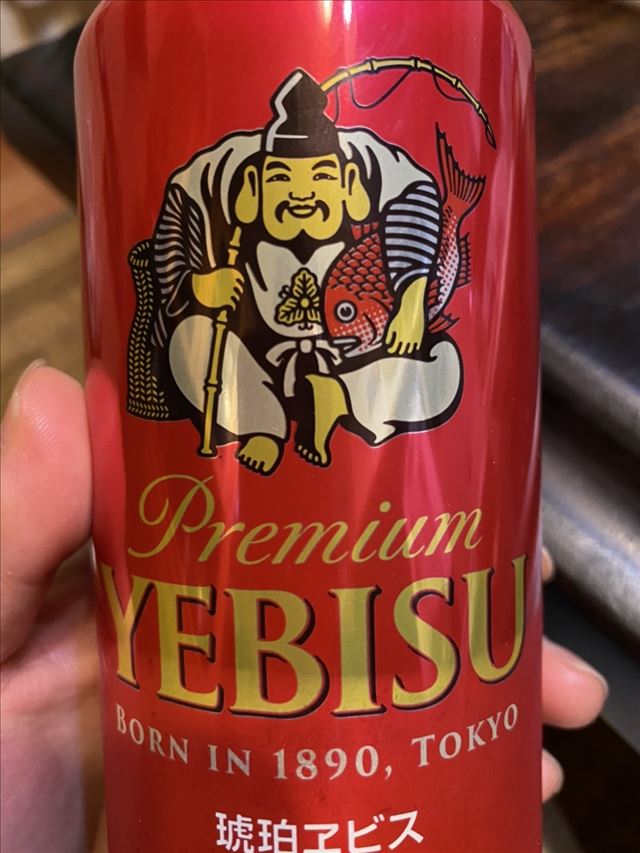 Premium
YEBISU
BORN IN 1890, TOKYO
琥珀ヱビス